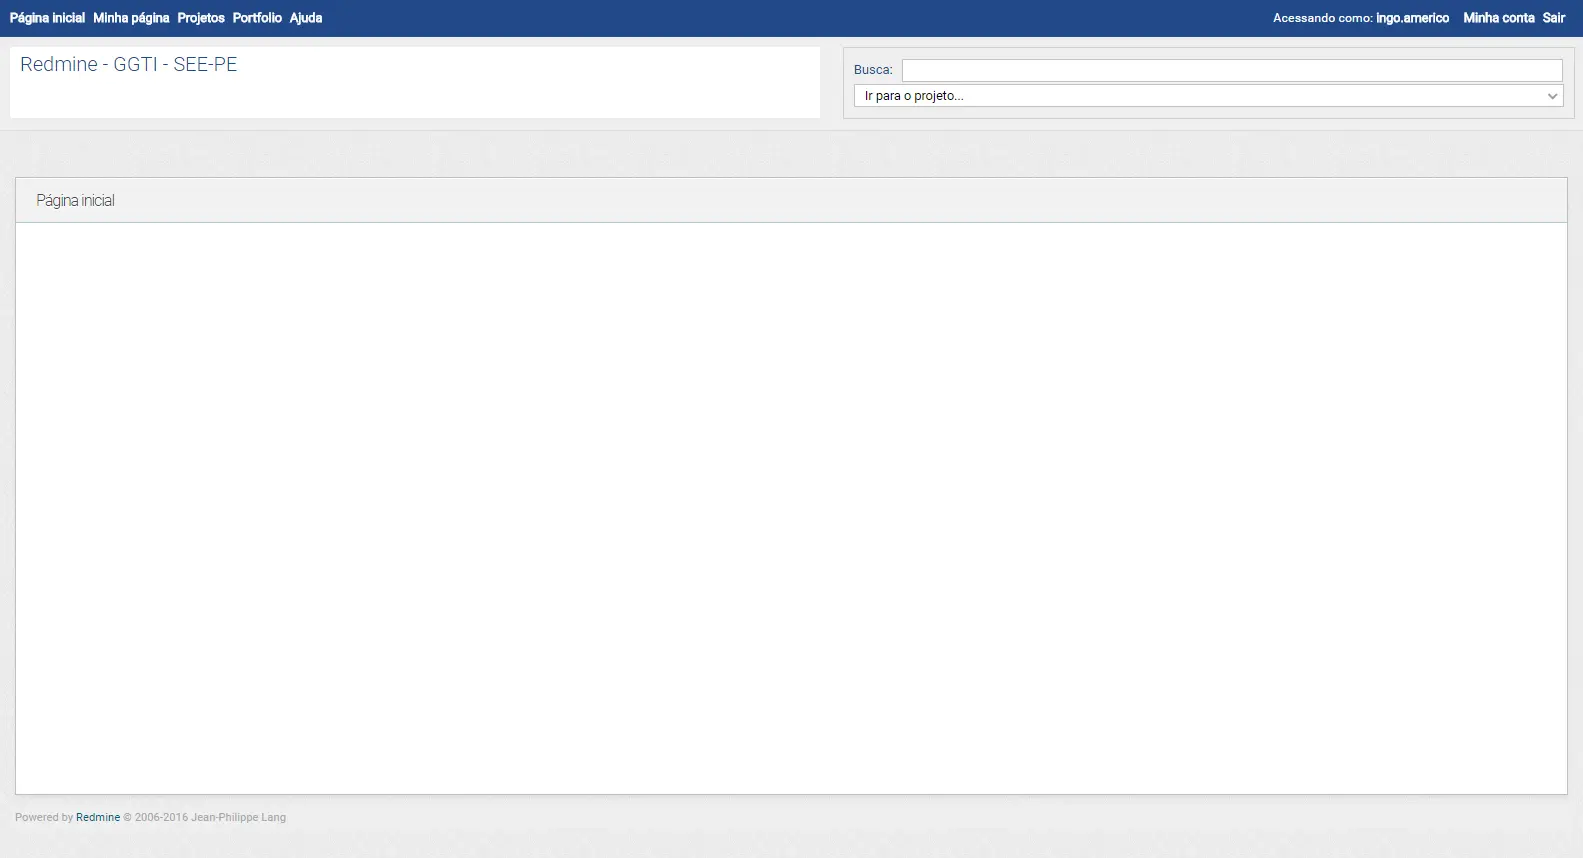 Página inicial Minha página Projetos Portfolio Ajuda
Acessando como: ingo.americo Minha conta Sair
Redmine - GGTI - SEE-PE
Busca:
Ir para o projeto...
Página inicial
Powered by Redmine © 2006-2016 Jean-Philippe Lang